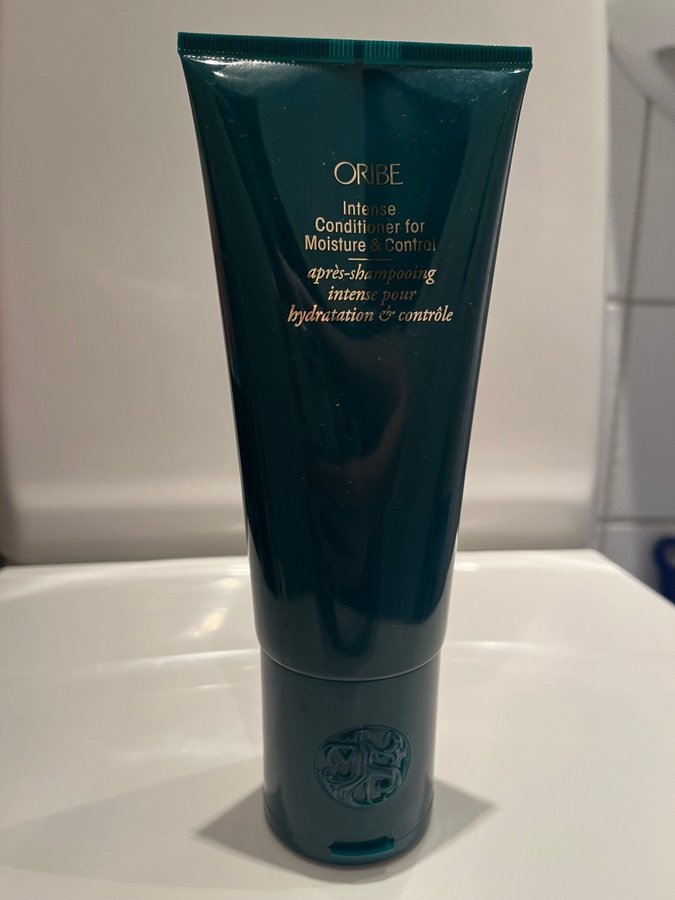 ORIBE
Intense
Conditioner for
Moisture & Control
après-shampooing
intense pour
hydratation & contrôle